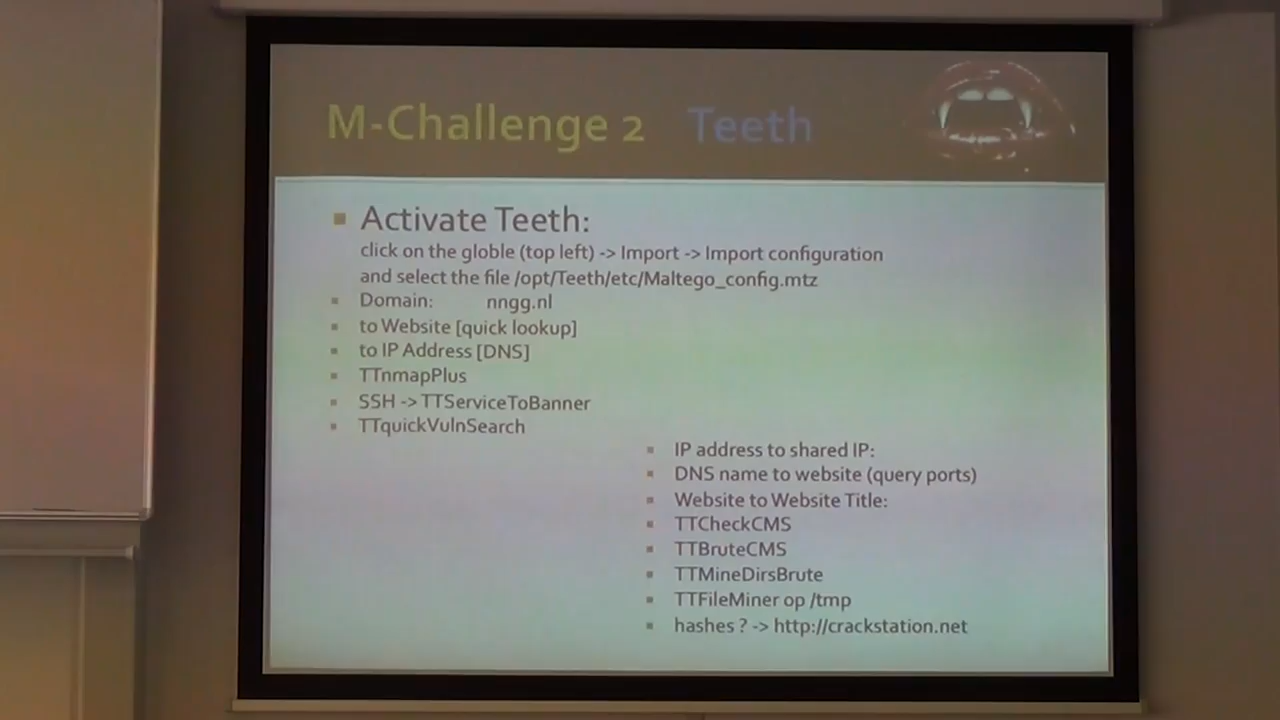 M-Challenge 2 Teeth
Activate Teeth:
click on the globle (top left) -> Import -> Import configuration
and select the file /opt/Teeth/etc/Maltego_config.mtz
Domain: nngg.nl
to Website [quick lookup]
to IP Address [DNS]
TTnmapPlus
SSH -> TTServiceToBanner
TTquickVulnSearch
IP address to shared IP:
DNS name to website (query ports)
Website to Website Title:
TTCheckCMS
TTBruteCMS
TTMineDirsBrute
TTFileMiner op /tmp
hashes ? -> http://crackstation.net